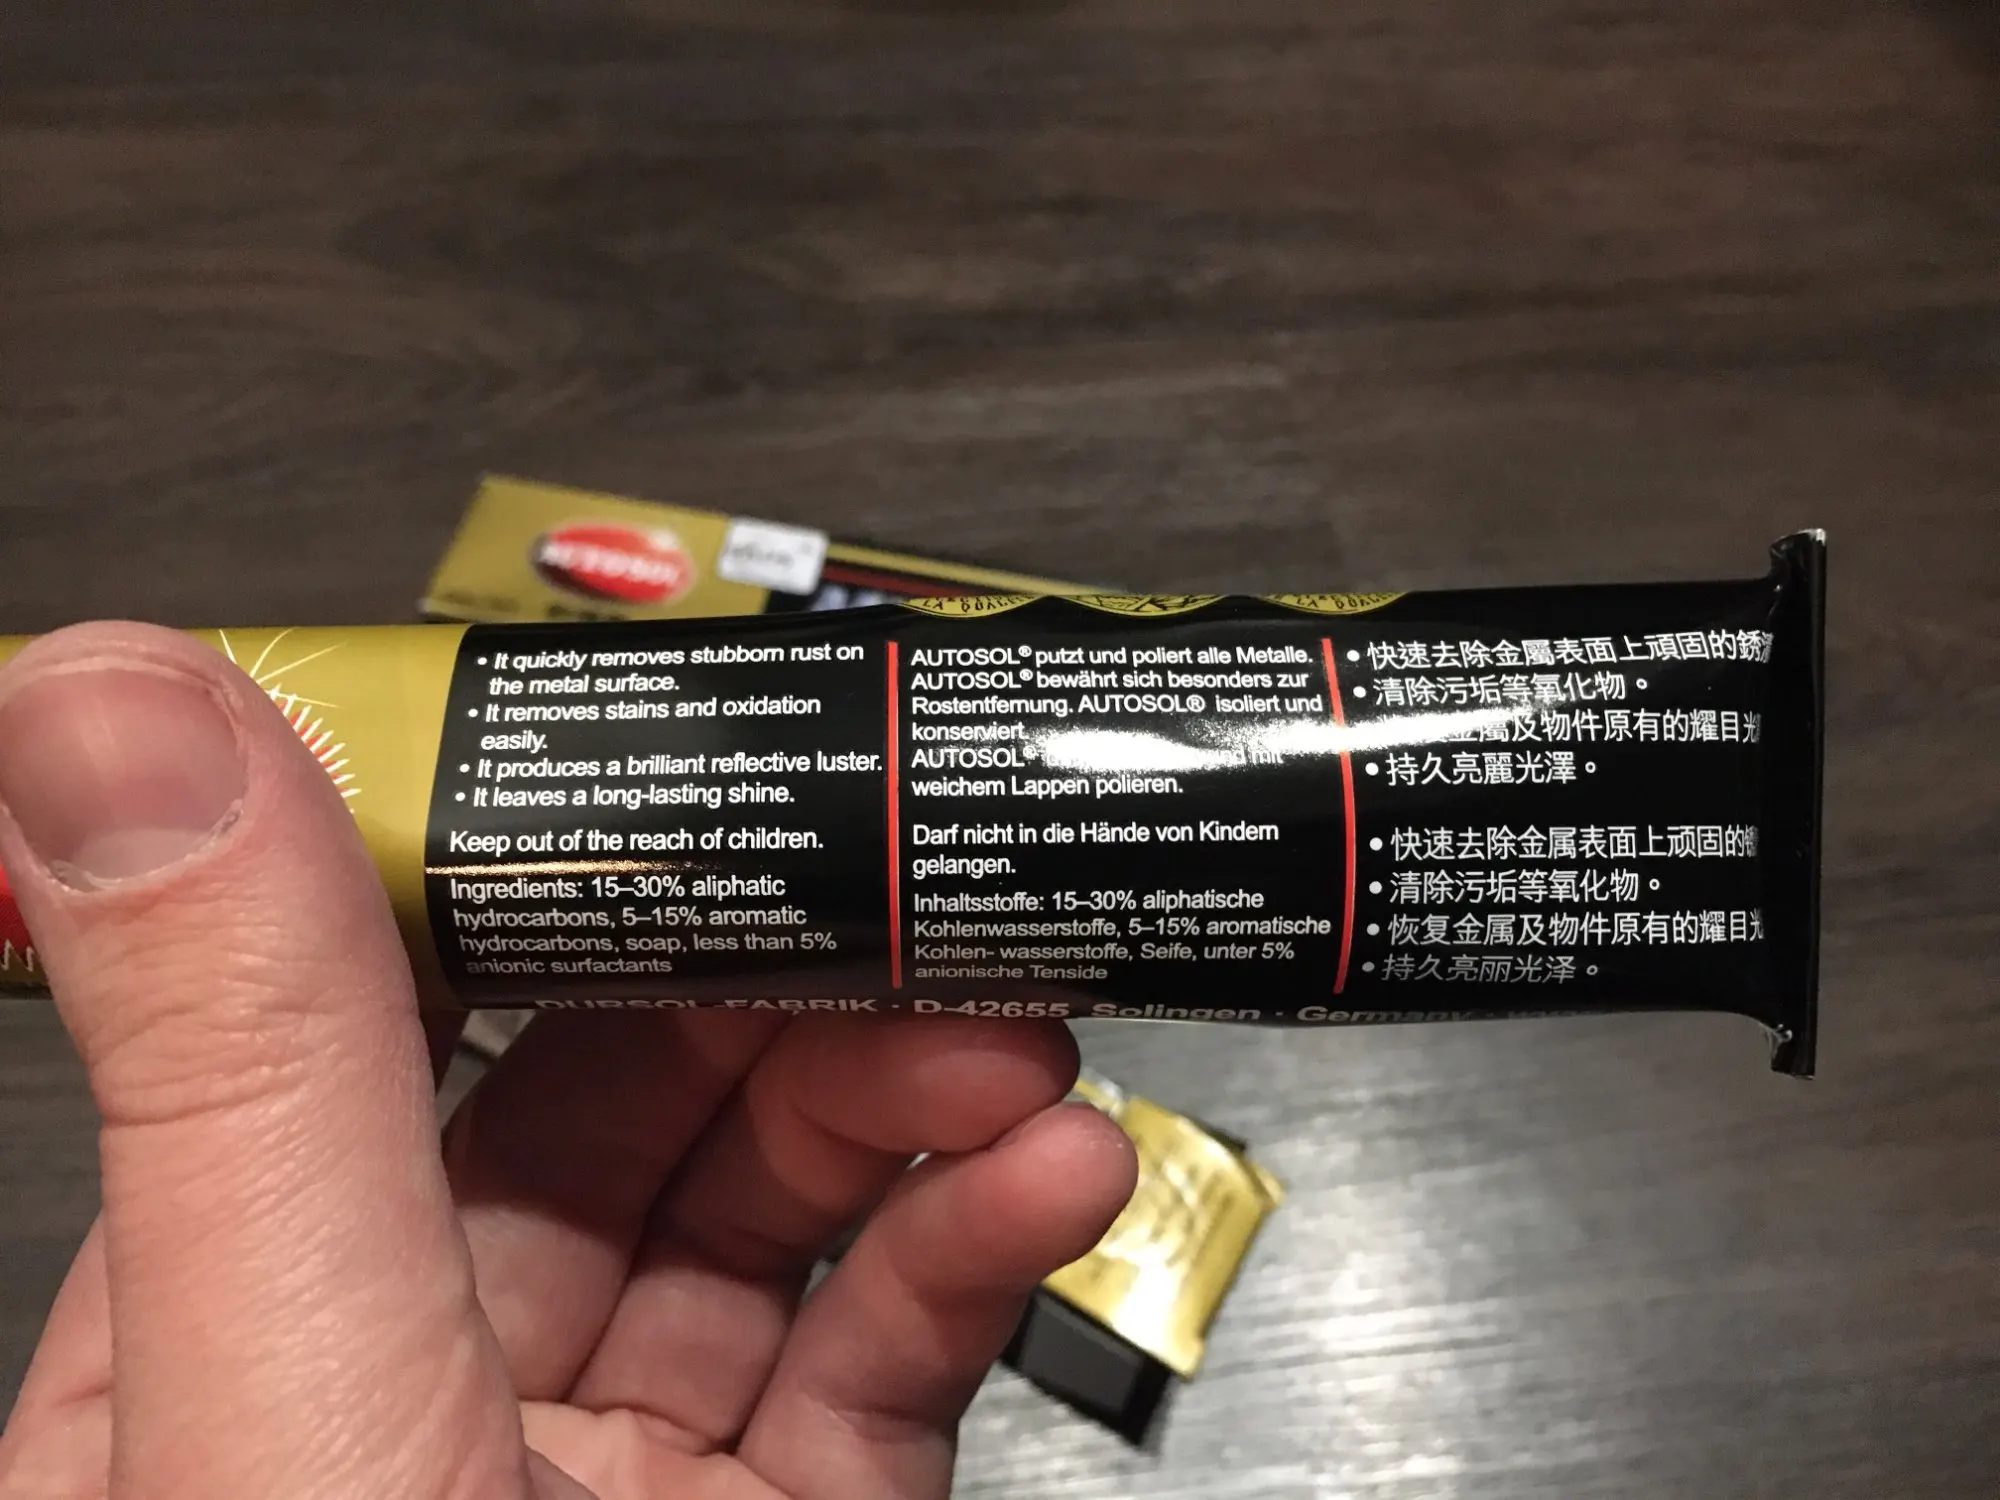 AUTOSOL
• It quickly removes stubborn rust on
the metal surface.
• It removes stains and oxidation
easily.
• It produces a brilliant reflective luster.
• It leaves a long-lasting shine.
Keep out of the reach of children.
Ingredients: 15–30% aliphatic
hydrocarbons, 5–15% aromatic
hydrocarbons, soap, less than 5%
anionic surfactants
AUTOSOL® putzt und poliert alle Metalle.
AUTOSOL® bewährt sich besonders zur
Rostentfernung. AUTOSOL® isoliert und
konserviert.
AUTOSOL® mit
weichem Lappen polieren.
Darf nicht in die Hände von Kindern
gelangen.
Inhaltsstoffe: 15–30% aliphatische
Kohlenwasserstoffe, 5–15% aromatische
Kohlen- wasserstoffe, Seife, unter 5%
anionische Tenside
• 快速去除金屬表面上頑固的銹
• 清除污垢等氧化物。
金屬及物件原有的耀目光
• 持久亮麗光澤。
• 快速去除金属表面上顽固的
• 清除污垢等氧化物。
• 恢复金属及物件原有的耀目光
• 持久亮丽光泽。
DURSOL-FABRIK · D-42655 Solingen · Germany ·